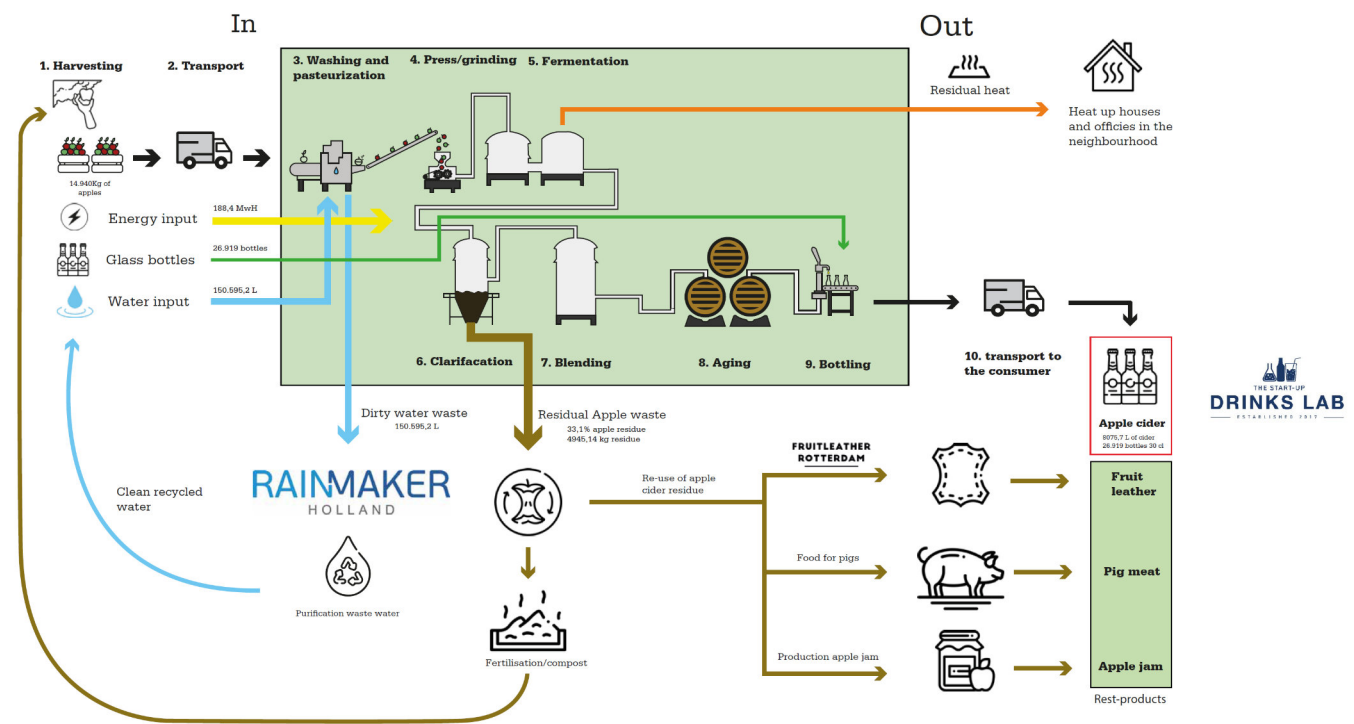 In
Out
1. Harvesting
2. Transport
3. Washing and
pasteurization
4. Press/grinding
5. Fermentation
Residual heat
Heat up houses
and officies in the
neighbourhood
14.940Kg of
apples
Energy input
188,4 MwH
Glass bottles
26.919 bottles
Water input
150.595,2 L
6. Clarifacation
7. Blending
8. Aging
9. Bottling
10. transport to
the consumer
Apple cider
8075,7 L of cider
26.919 bottles 30 cl
THE START-UP
DRINKS LAB
ESTABLISHED 2017
Dirty water waste
150.595,2 L
Residual Apple waste
33,1% apple residue
4945,14 kg residue
Clean recycled
water
RAINMAKER
HOLLAND
Purification waste water
Re-use of apple
cider residue
FRUITLEATHER
ROTTERDAM
Fruit
leather
Food for pigs
Pig meat
Fertilisation/compost
Production apple jam
Apple jam
Rest-products